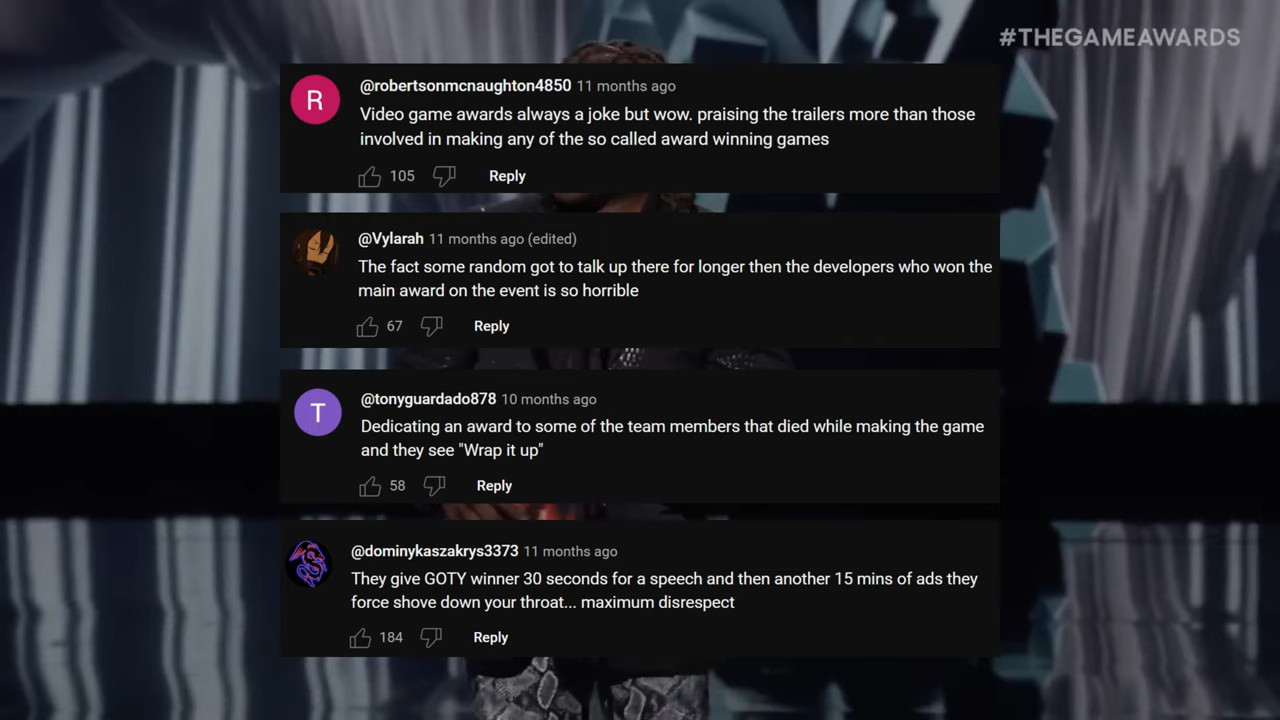 #THEGAMEAWARDS
R
@robertsonmcnaughton4850 11 months ago
Video game awards always a joke but wow. praising the trailers more than those
involved in making any of the so called award winning games
105 Reply
@Vylarah 11 months ago (edited)
The fact some random got to talk up there for longer then the developers who won the
main award on the event is so horrible
67 Reply
T
@tonyguardado878 10 months ago
Dedicating an award to some of the team members that died while making the game
and they see "Wrap it up"
58 Reply
@dominykaszakrys3373 11 months ago
They give GOTY winner 30 seconds for a speech and then another 15 mins of ads they
force shove down your throat... maximum disrespect
184 Reply